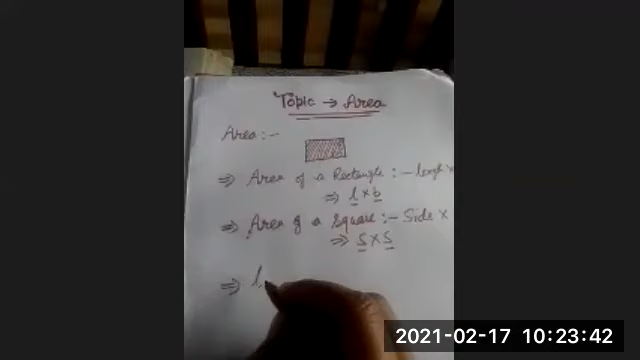 Topic → Area
Area :-
⇒ Area of a Rectangle :- length ×
⇒ l × b
⇒ Area of a Square :- Side ×
⇒ S × S
⇒ l
2021-02-17 10:23:42